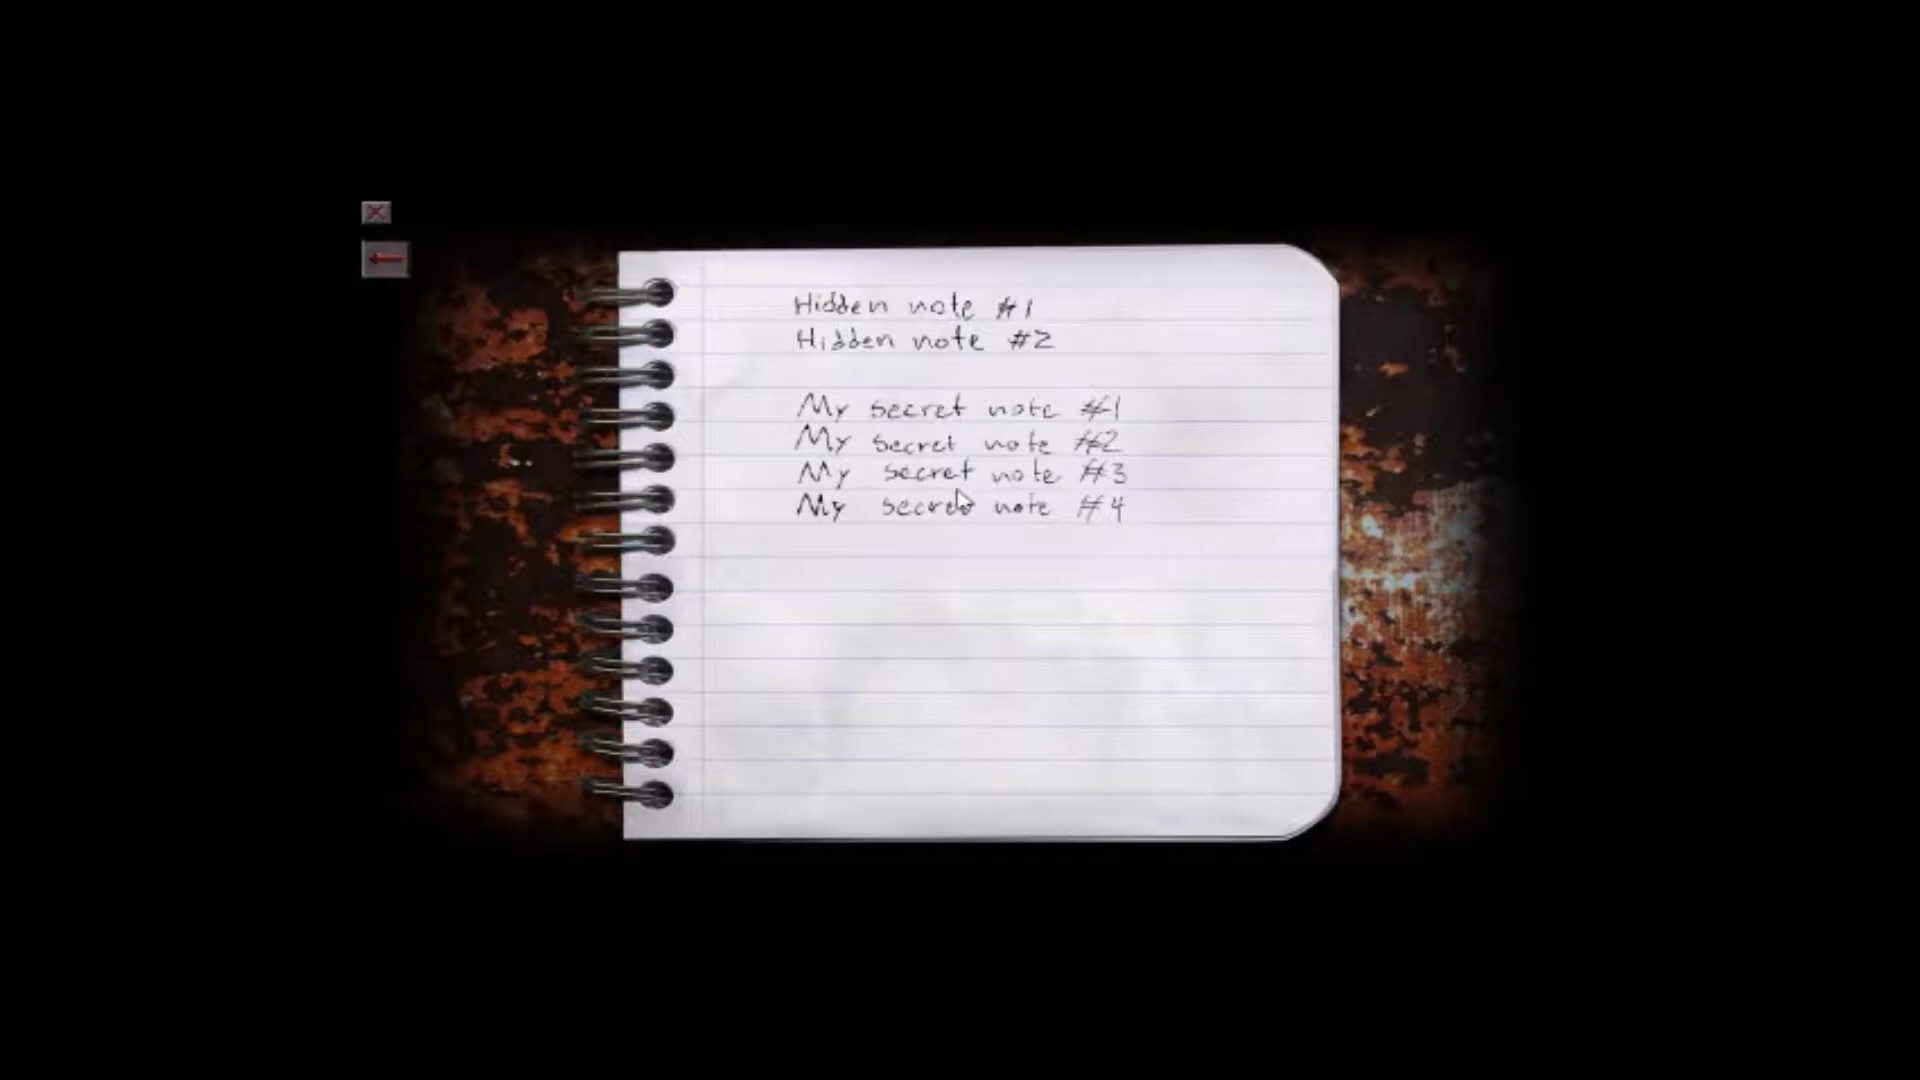 Hidden note #1
Hidden note #2
My secret note #1
My secret note #2
My secret note #3
My secret note #4